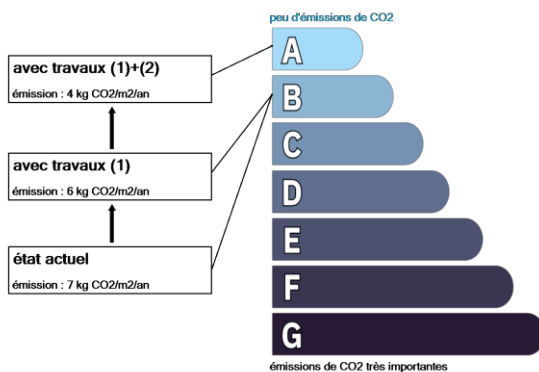 peu d'émissions de CO2
avec travaux (1)+(2)
émission : 4 kg CO2/m2/an
avec travaux (1)
émission : 6 kg CO2/m2/an
état actuel
émission : 7 kg CO2/m2/an
A
B
C
D
E
F
G
émissions de CO2 très importantes